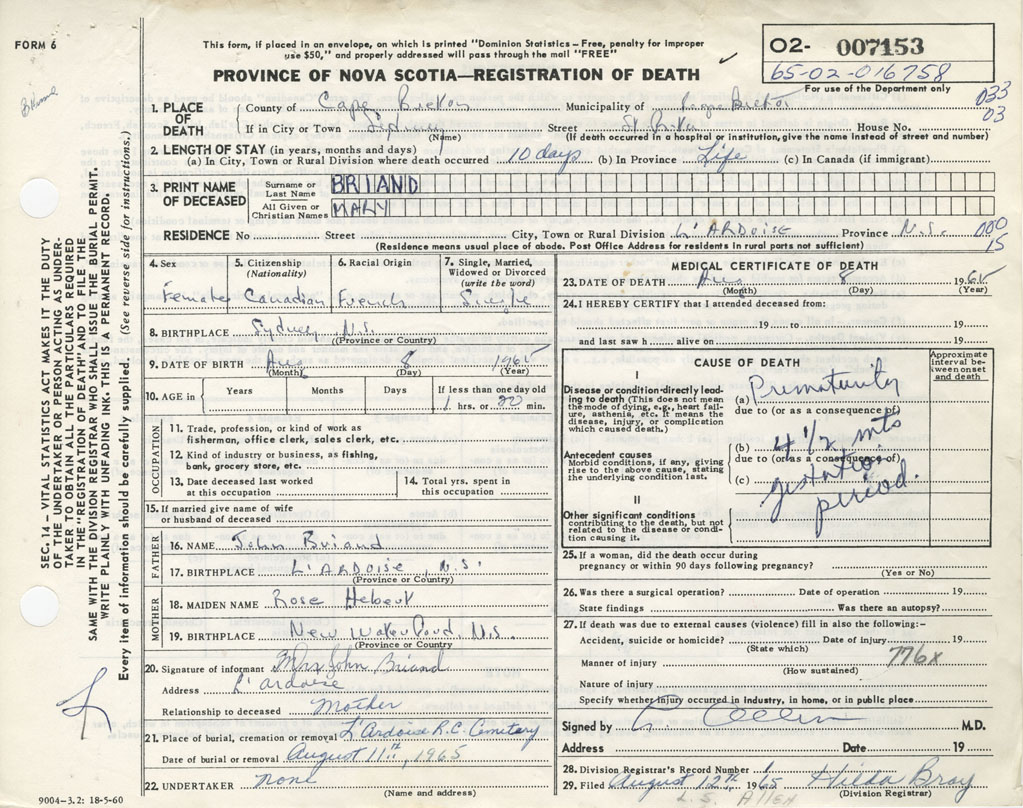 FORM 6
This form, if placed in an envelope, on which is printed "Dominion Statistics – Free, penalty for improper
use $50," and properly addressed will pass through the mail "FREE"
PROVINCE OF NOVA SCOTIA—REGISTRATION OF DEATH
O2- 007153
65-02-016758
For use of the Department only
033
03
1. PLACE OF DEATH
County of Cape Breton Municipality of Cape Breton
If in City or Town Sydney (Name) Street St. Rita House No.
(If death occurred in a hospital or institution, give the name instead of street and number)
2. LENGTH OF STAY (in years, months and days)
(a) In City, Town or Rural Division where death occurred 10 days (b) In Province Life (c) In Canada (if immigrant)
3. PRINT NAME OF DECEASED
Surname or Last Name BRIAND
All Given or Christian Names MARY
RESIDENCE No Street City, Town or Rural Division L'ARDOISE Province N.S. 000
15
(Residence means usual place of abode. Post Office Address for residents in rural parts not sufficient)
4. Sex Female
5. Citizenship (Nationality) Canadian
6. Racial Origin French
7. Single, Married, Widowed or Divorced (write the word) Single
8. BIRTHPLACE Sydney N.S.
(Province or Country)
9. DATE OF BIRTH Aug 8 1965
(Month) (Day) (Year)
10. AGE in Years Months Days If less than one day old
1 hrs. or 20 min.
OCCUPATION
11. Trade, profession, or kind of work as
fisherman, office clerk, sales clerk, etc.
12. Kind of industry or business, as fishing,
bank, grocery store, etc.
13. Date deceased last worked at this occupation
14. Total yrs. spent in this occupation
15. If married give name of wife
or husband of deceased
FATHER
16. NAME John Briand
17. BIRTHPLACE L'ARDOISE, N.S.
(Province or Country)
MOTHER
18. MAIDEN NAME Rose Hebert
19. BIRTHPLACE New Waterford, N.S.
(Province or Country)
20. Signature of informant Mrs John Briand
Address L'ardoise
Relationship to deceased Mother
21. Place of burial, cremation or removal L'Ardoise R.C. Cemetery
Date of burial or removal August 11th, 1965
22. UNDERTAKER none
(Name and address)
9004–3.2: 18-5-60
MEDICAL CERTIFICATE OF DEATH
23. DATE OF DEATH Aug 8 1965
(Month) (Day) (Year)
24. I HEREBY CERTIFY that I attended deceased from:
19 to 19
and last saw h alive on 19
CAUSE OF DEATH
Approximate interval between onset and death
I
Disease or condition directly leading to death (This does not mean the mode of dying, e.g., heart failure, asthenia, etc. It means the disease, injury, or complication which caused death.)
(a) Prematurity
due to (or as a consequence of)
Antecedent causes
Morbid conditions, if any, giving rise to the above cause, stating the underlying condition last.
(b) 4 1/2 mts
due to (or as a consequence of)
(c) gestation
period.
II
Other significant conditions
contributing to the death, but not related to the disease or condition causing it.
25. If a woman, did the death occur during
pregnancy or within 90 days following pregnancy?
(Yes or No)
26. Was there a surgical operation? Date of operation 19
State findings Was there an autopsy?
27. If death was due to external causes (violence) fill in also the following:-
Accident, suicide or homicide? Date of injury 19
(State which)
776x
Manner of injury
(How sustained)
Nature of injury
Specify whether injury occurred in industry, in home, or in public place
Signed by M.D.
Address Date 19
28. Division Registrar's Record Number 1
29. Filed August 12th, 1965 Hilda Bray
(Division Registrar)
L.S. ALLEN
SEC. 14 – VITAL STATISTICS ACT MAKES IT THE DUTY
OF THE UNDERTAKER OR PERSON ACTING AS UNDER-
TAKER TO OBTAIN ALL THE PARTICULARS REQUIRED
IN THE "REGISTRATION OF DEATH" AND TO FILE THE
SAME WITH THE DIVISION REGISTRAR WHO SHALL ISSUE THE BURIAL PERMIT.
WRITE PLAINLY WITH UNFADING INK. THIS IS A PERMANENT RECORD.
Every item of information should be carefully supplied. (See reverse side for instructions.)